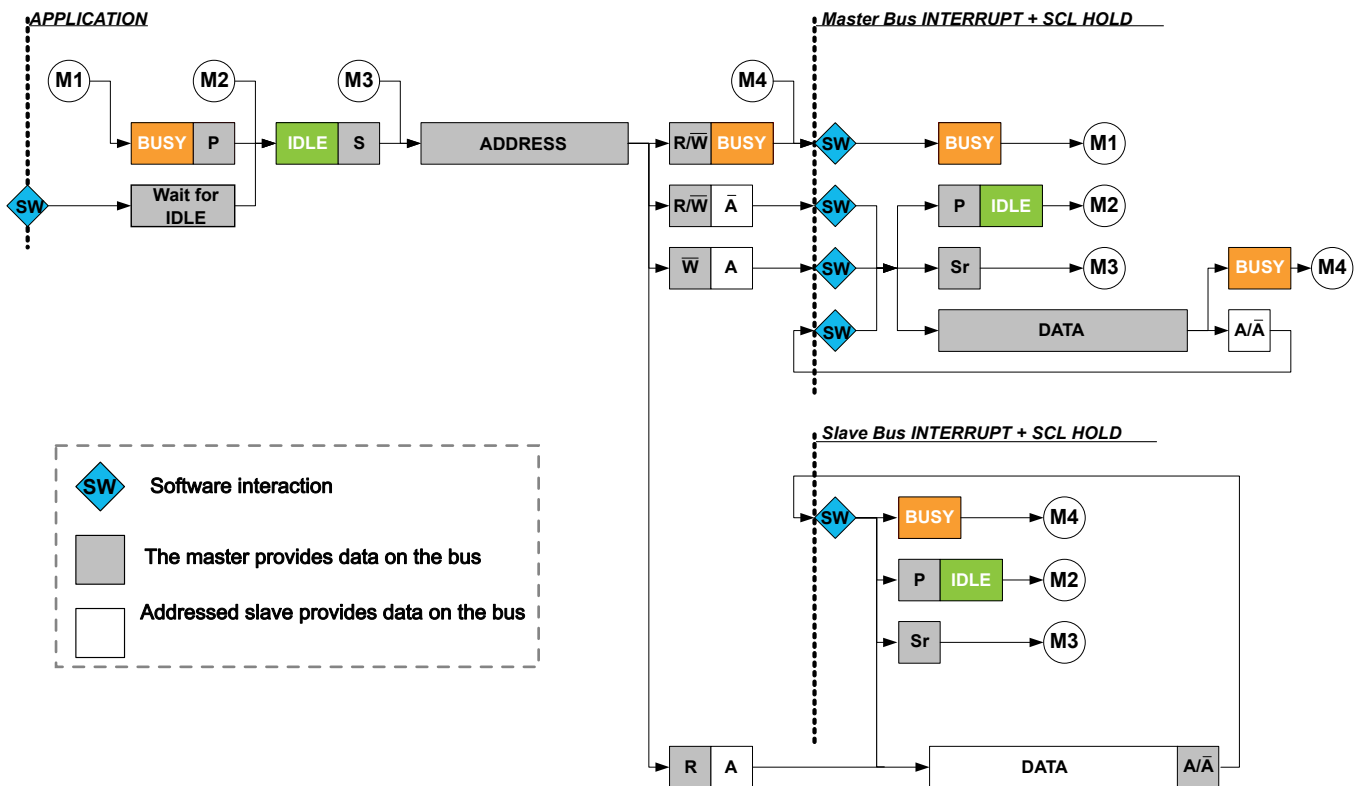 APPLICATION
Master Bus INTERRUPT + SCL HOLD
M1
M2
M3
M4
BUSY P
IDLE S
ADDRESS
R/W̅ BUSY
SW
BUSY
M1
Wait for
IDLE
SW
R/W̅ A̅
SW
P IDLE
M2
W̅ A
SW
Sr
M3
BUSY
M4
SW
DATA
A/A̅
Slave Bus INTERRUPT + SCL HOLD
SW
Software interaction
The master provides data on the bus
Addressed slave provides data on the bus
SW
BUSY
M4
P IDLE
M2
Sr
M3
R A
DATA
A/A̅